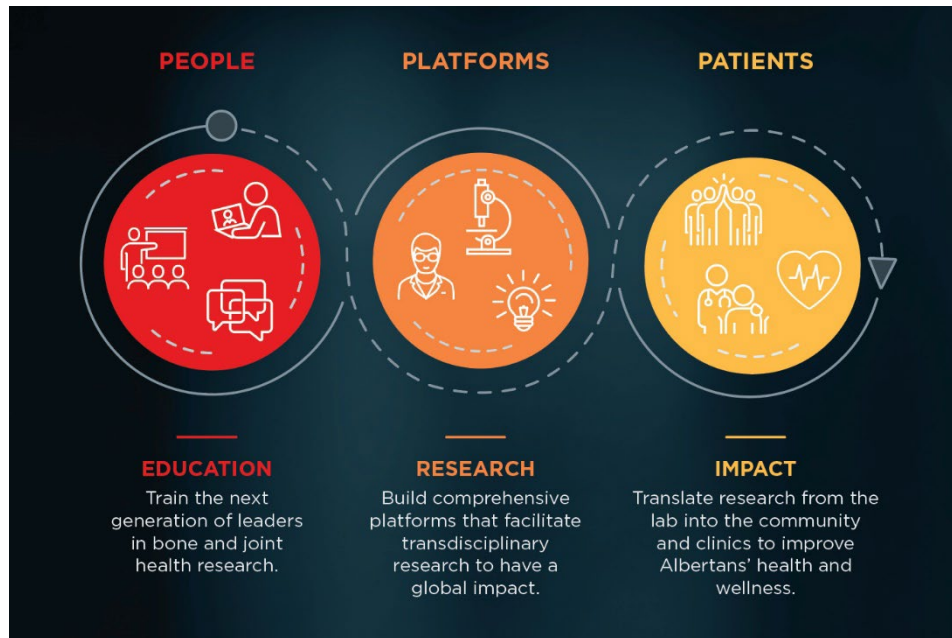 PEOPLE
PLATFORMS
PATIENTS
EDUCATION
Train the next
generation of leaders
in bone and joint
health research.
RESEARCH
Build comprehensive
platforms that facilitate
transdisciplinary
research to have a
global impact.
IMPACT
Translate research from the
lab into the community
and clinics to improve
Albertans’ health and
wellness.